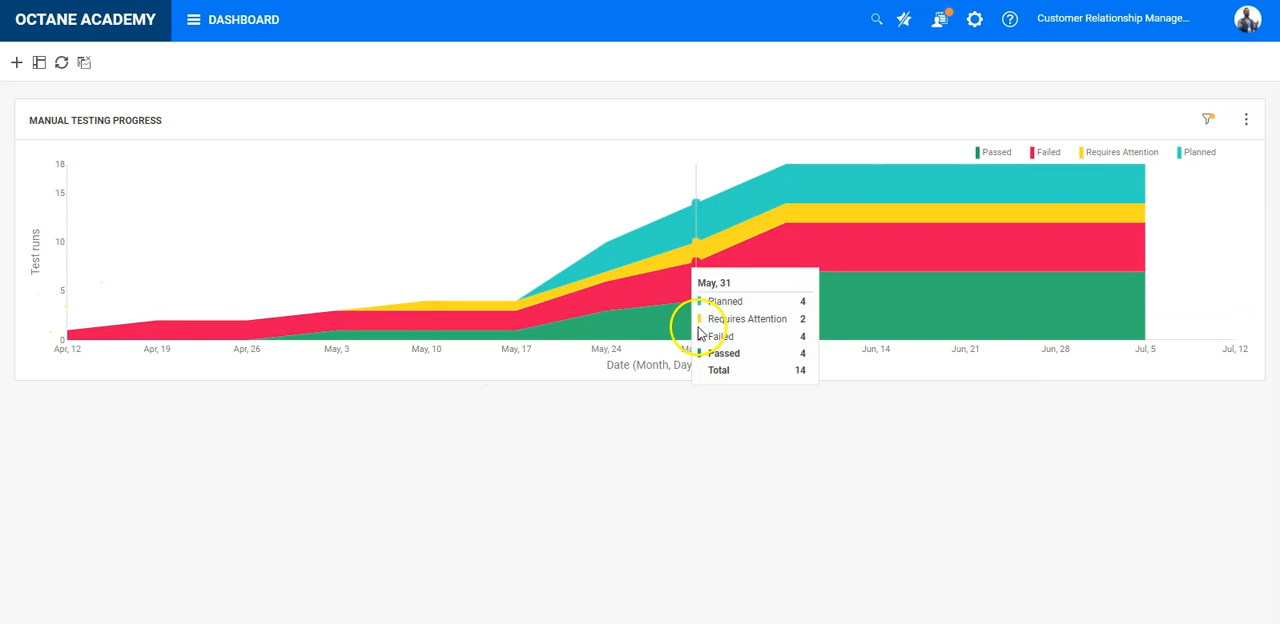 OCTANE ACADEMY
DASHBOARD
Customer Relationship Manage...
MANUAL TESTING PROGRESS
Passed Failed Requires Attention Planned
18
15
10
5
0
Test runs
May, 31
Planned 4
Requires Attention 2
Failed 4
Passed 4
Total 14
Apr, 12 Apr, 19 Apr, 26 May, 3 May, 10 May, 17 May, 24 Jun, 14 Jun, 21 Jun, 28 Jul, 5 Jul, 12
Date (Month, Day